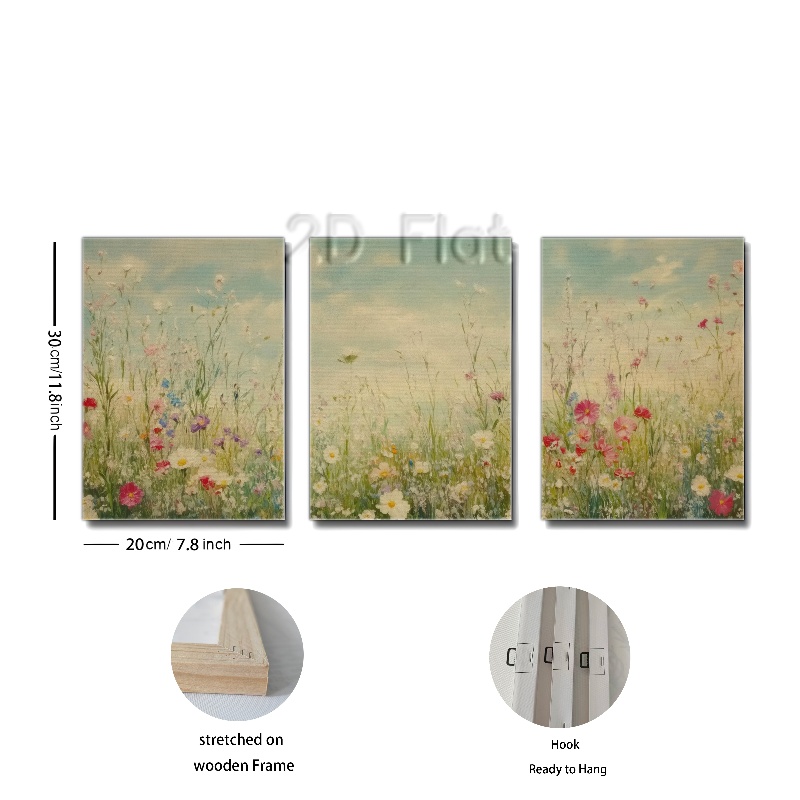 2D Flat
30cm/11.8inch
20cm/ 7.8 inch
stretched on
wooden Frame
Hook
Ready to Hang